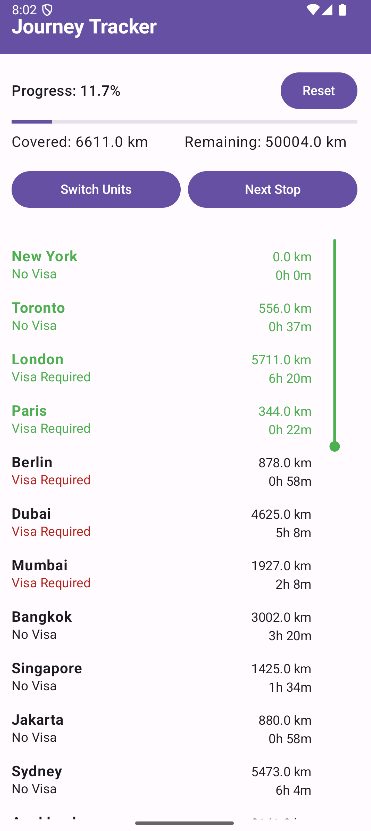 8:02
Journey Tracker
Progress: 11.7%
Reset
Covered: 6611.0 km
Remaining: 50004.0 km
Switch Units
Next Stop
New York
0.0 km
No Visa
0h 0m
Toronto
556.0 km
No Visa
0h 37m
London
5711.0 km
Visa Required
6h 20m
Paris
344.0 km
Visa Required
0h 22m
Berlin
878.0 km
Visa Required
0h 58m
Dubai
4625.0 km
Visa Required
5h 8m
Mumbai
1927.0 km
Visa Required
2h 8m
Bangkok
3002.0 km
No Visa
3h 20m
Singapore
1425.0 km
No Visa
1h 34m
Jakarta
880.0 km
No Visa
0h 58m
Sydney
5473.0 km
No Visa
6h 4m